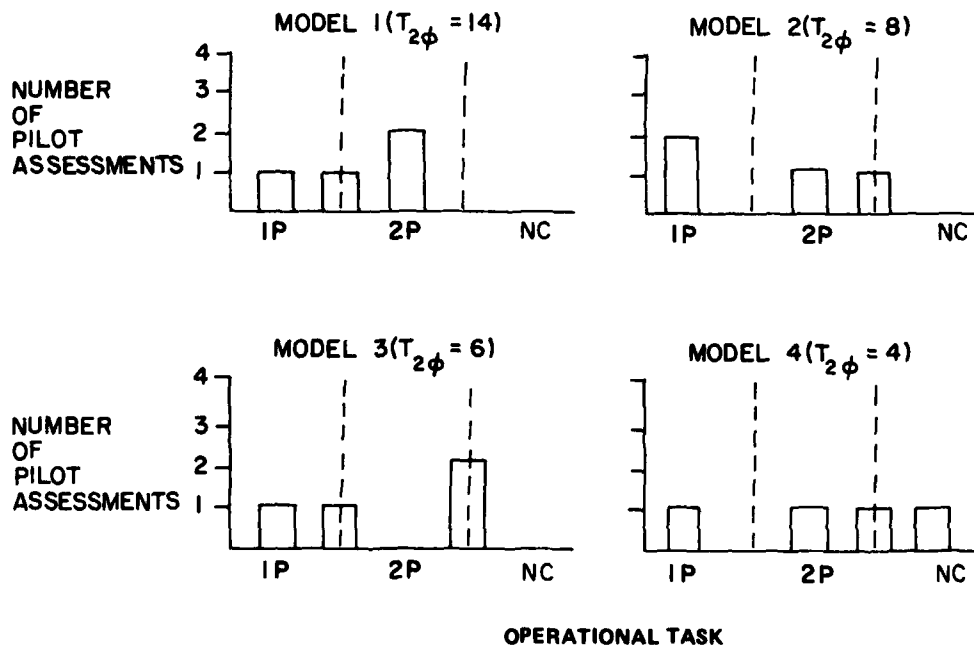 MODEL 1(T2ϕ = 14)
NUMBER
OF
PILOT
ASSESSMENTS
4
3
2
1
1P 2P NC
MODEL 2(T2ϕ = 8)
1P 2P NC
MODEL 3(T2ϕ = 6)
NUMBER
OF
PILOT
ASSESSMENTS
4
3
2
1
1P 2P NC
MODEL 4(T2ϕ = 4)
1P 2P NC
OPERATIONAL TASK